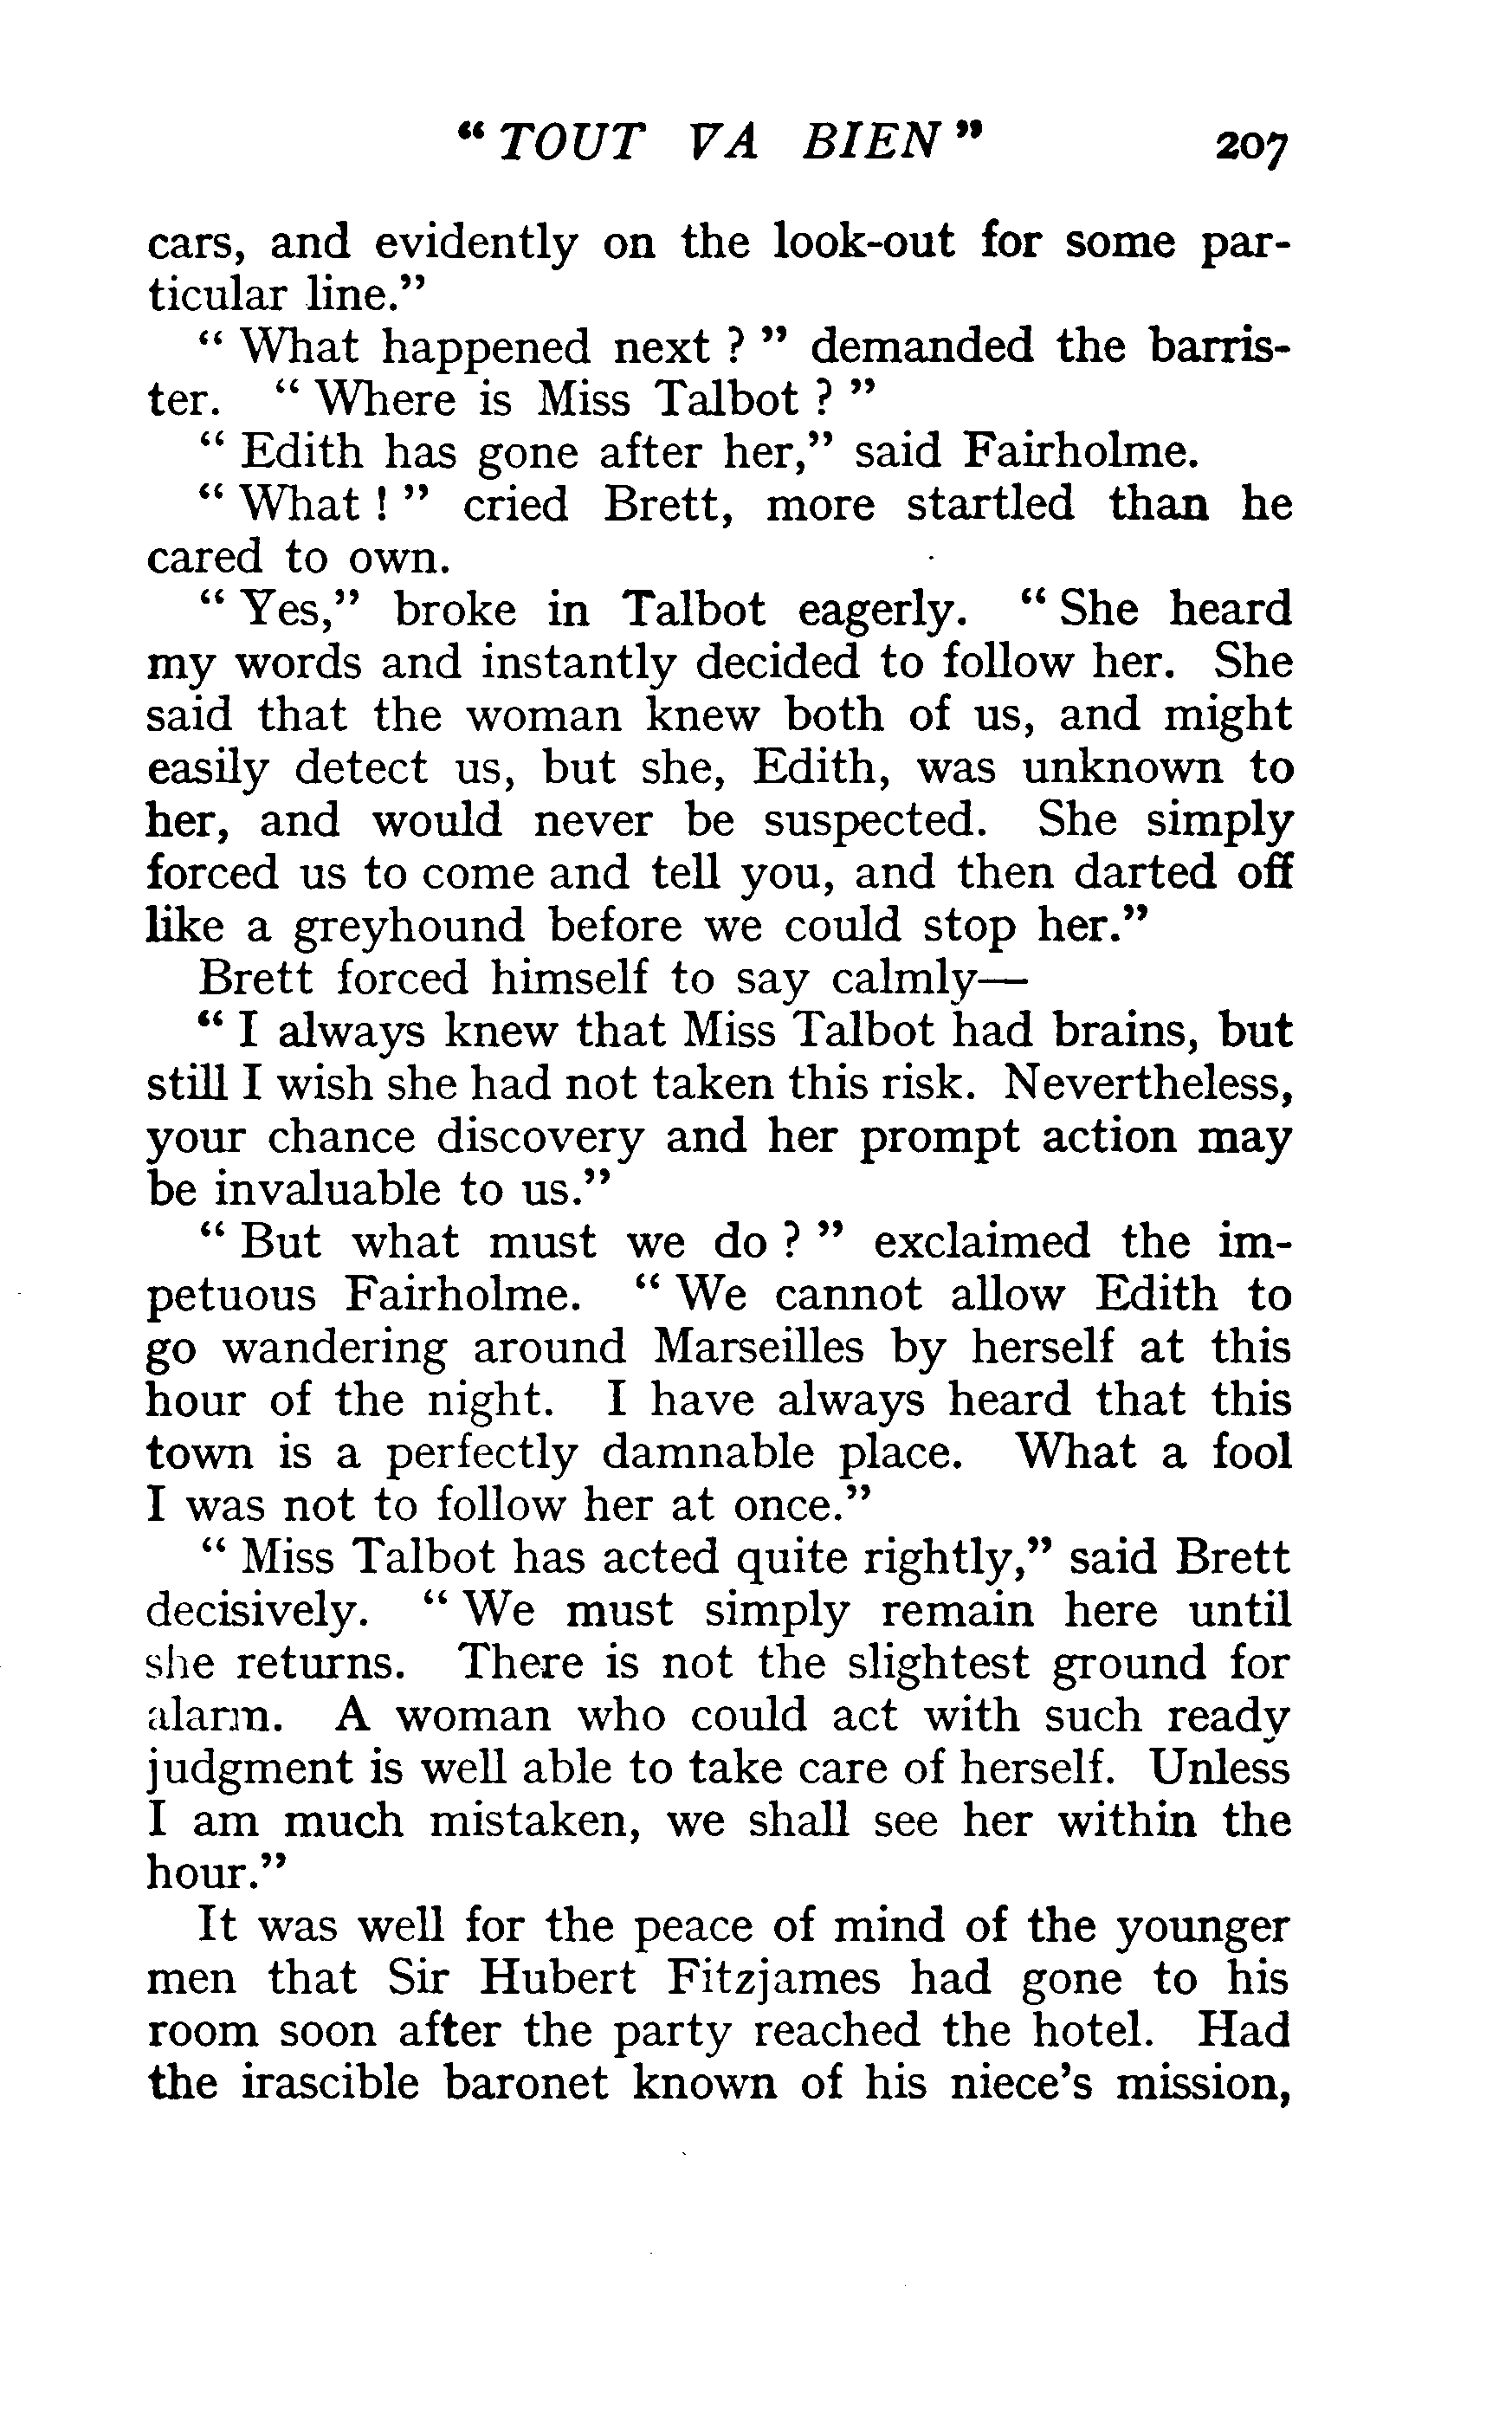 “TOUT VA BIEN” 207
cars, and evidently on the look-out for some par-
ticular line.”
“ What happened next ? ” demanded the barris-
ter. “ Where is Miss Talbot ? ”
“ Edith has gone after her,” said Fairholme.
“ What ! ” cried Brett, more startled than he
cared to own.
“ Yes,” broke in Talbot eagerly. “ She heard
my words and instantly decided to follow her. She
said that the woman knew both of us, and might
easily detect us, but she, Edith, was unknown to
her, and would never be suspected. She simply
forced us to come and tell you, and then darted off
like a greyhound before we could stop her.”
Brett forced himself to say calmly—
“ I always knew that Miss Talbot had brains, but
still I wish she had not taken this risk. Nevertheless,
your chance discovery and her prompt action may
be invaluable to us.”
“ But what must we do ? ” exclaimed the im-
petuous Fairholme. “ We cannot allow Edith to
go wandering around Marseilles by herself at this
hour of the night. I have always heard that this
town is a perfectly damnable place. What a fool
I was not to follow her at once.”
“ Miss Talbot has acted quite rightly,” said Brett
decisively. “ We must simply remain here until
she returns. There is not the slightest ground for
alarm. A woman who could act with such ready
judgment is well able to take care of herself. Unless
I am much mistaken, we shall see her within the
hour.”
It was well for the peace of mind of the younger
men that Sir Hubert Fitzjames had gone to his
room soon after the party reached the hotel. Had
the irascible baronet known of his niece’s mission,